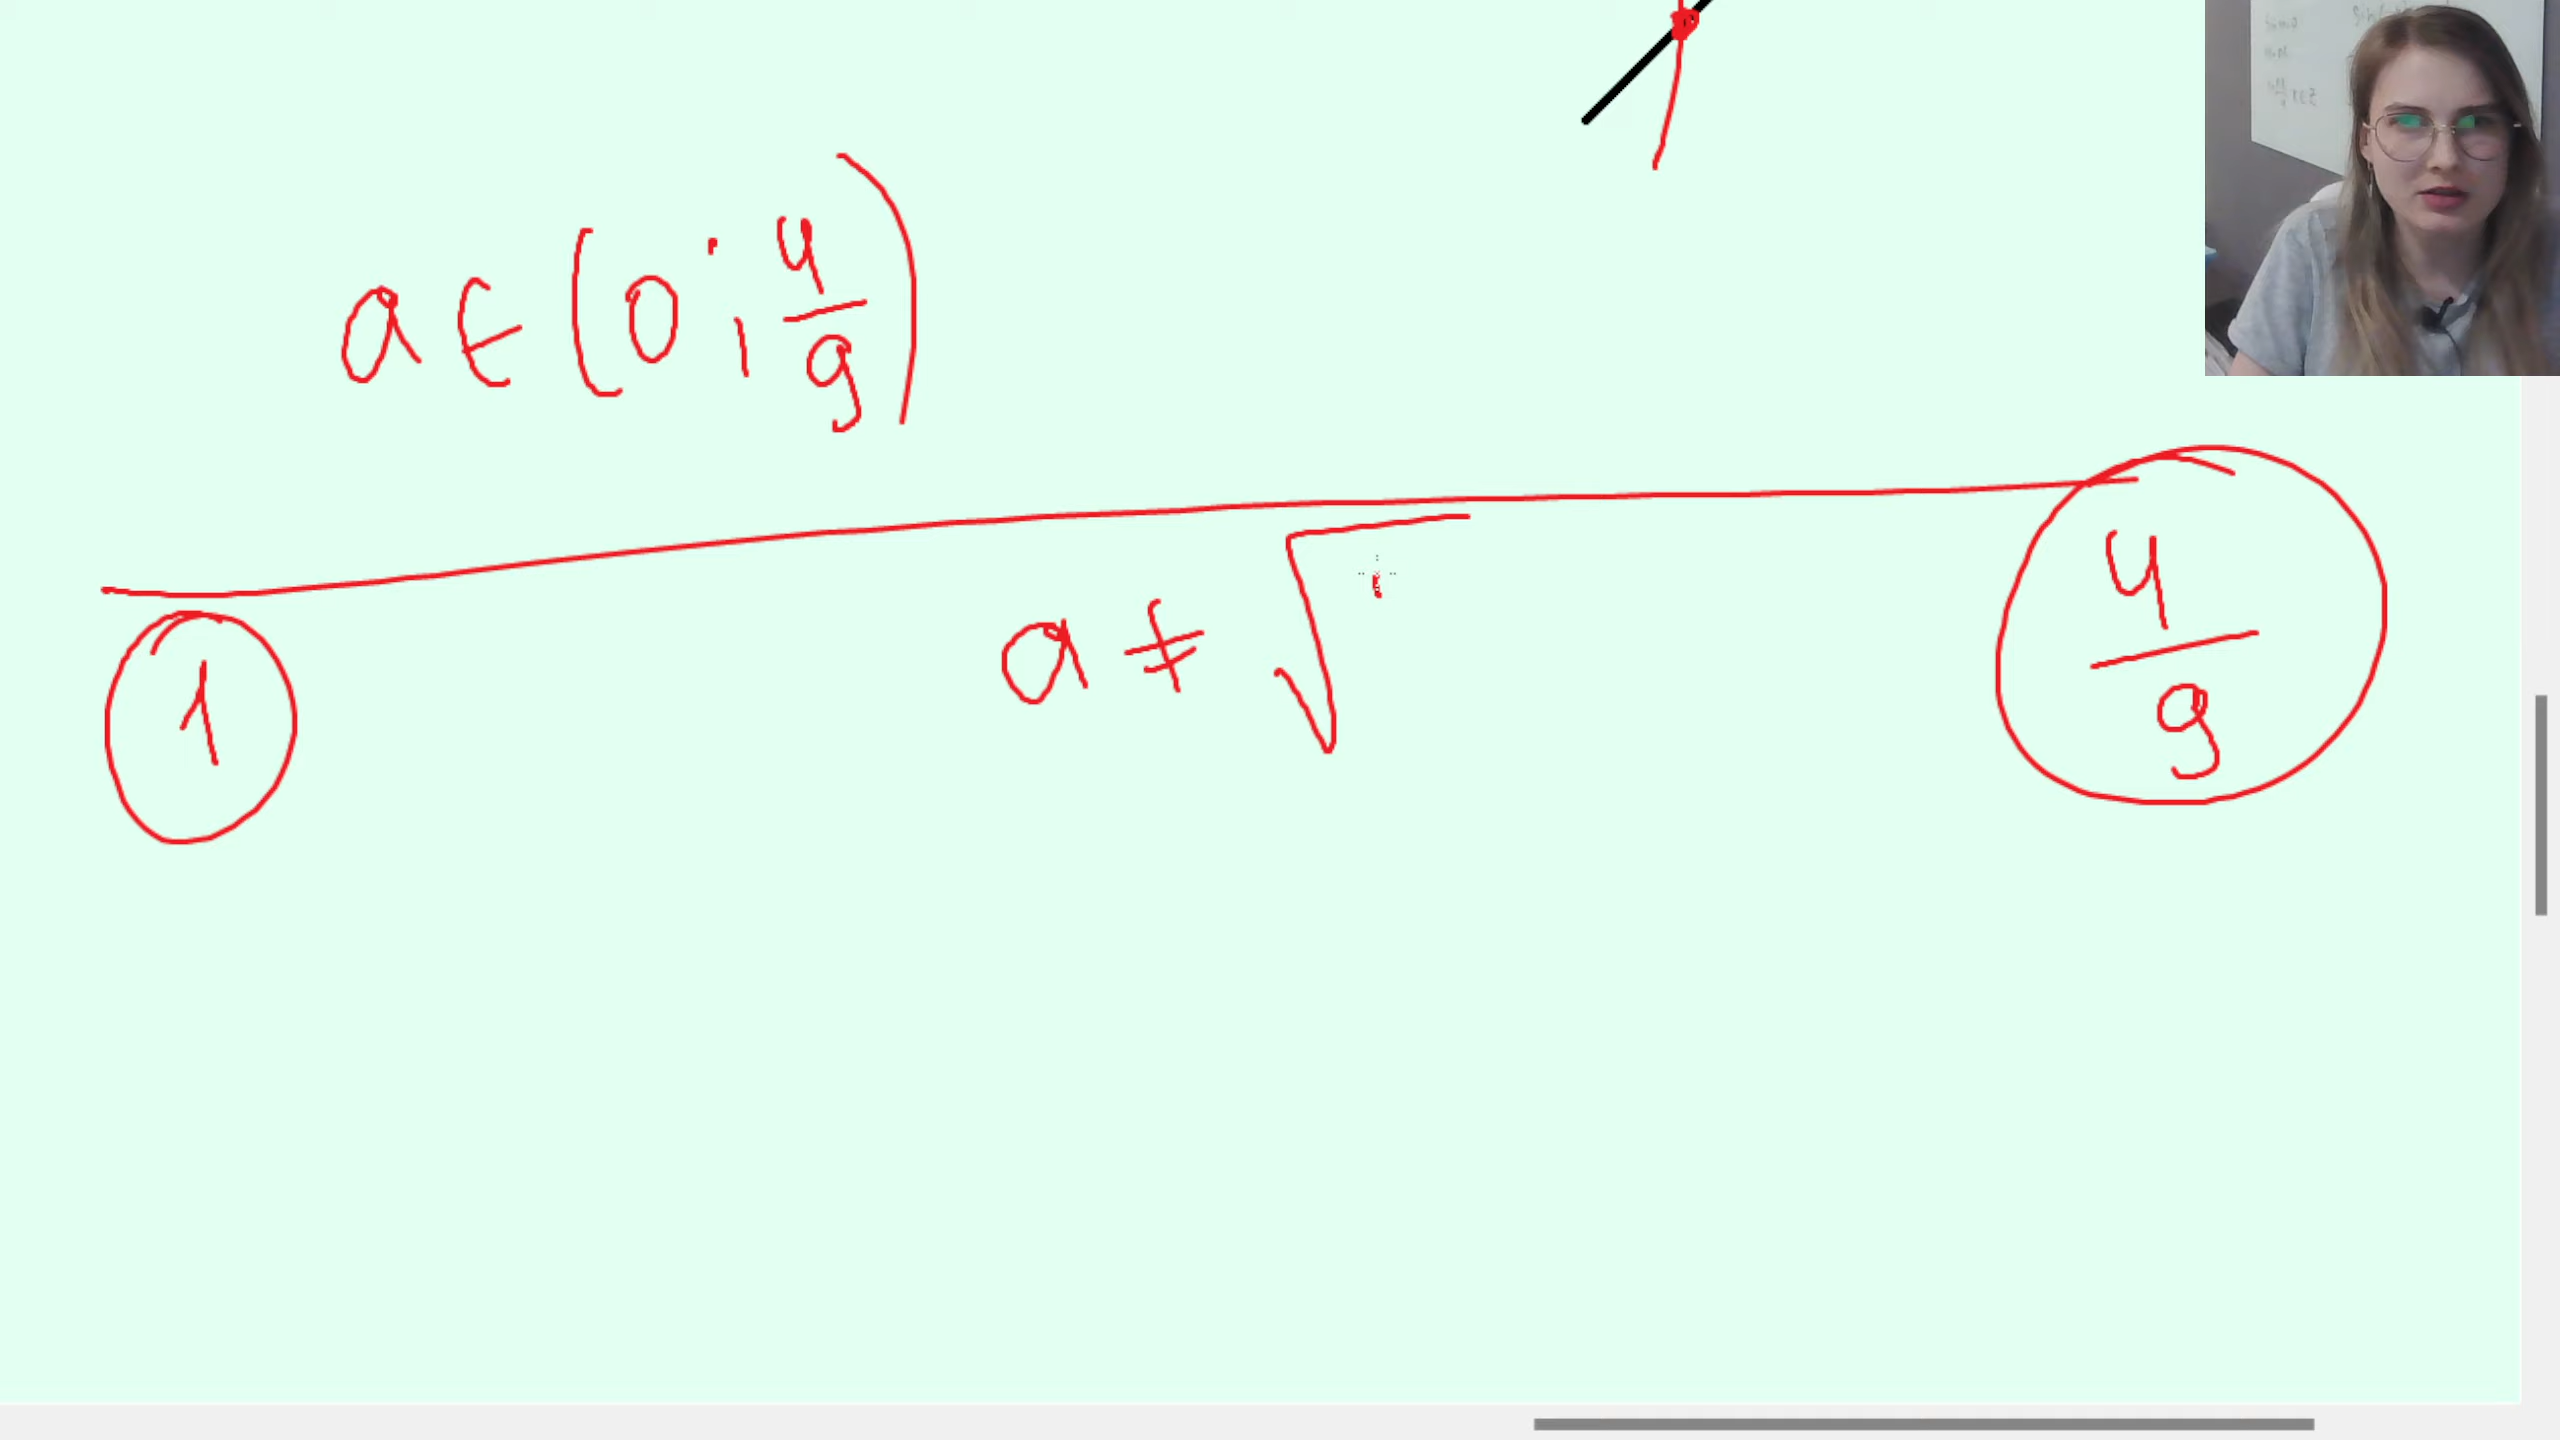 a ∈ (0; 4/9)
1 a ≠ √ 4/9